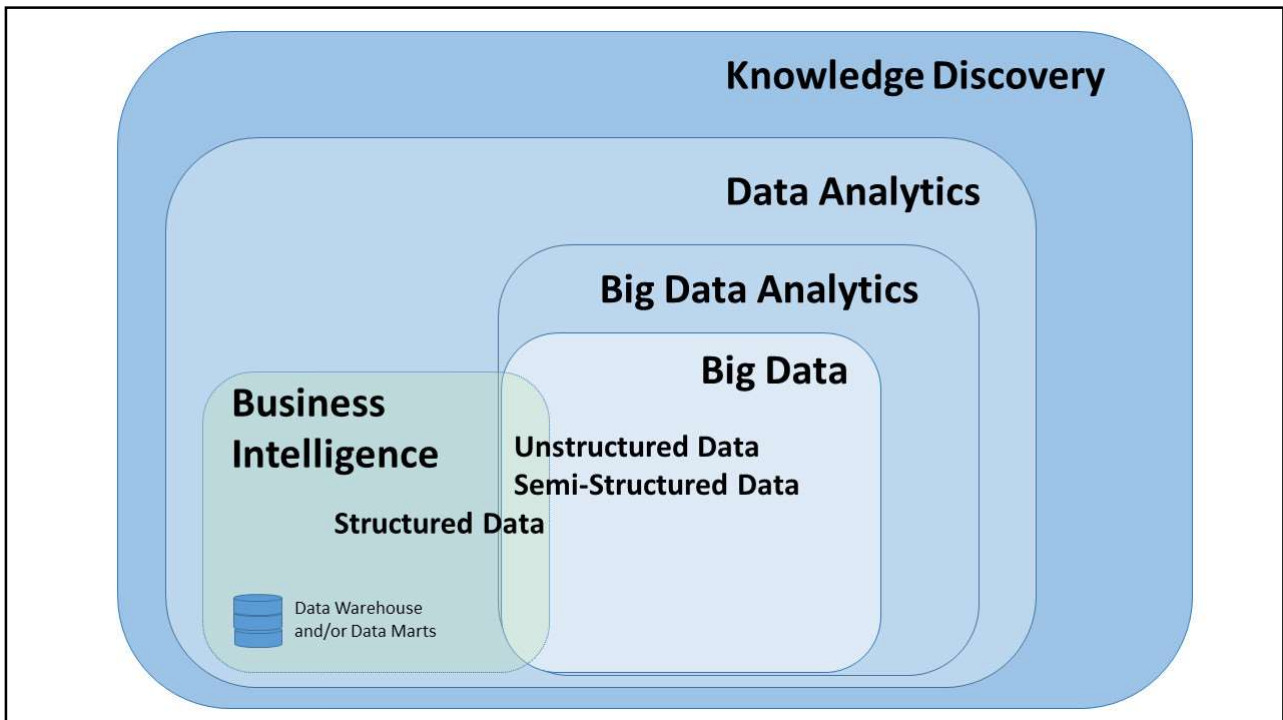 Knowledge Discovery
Data Analytics
Big Data Analytics
Big Data
Business
Intelligence
Unstructured Data
Semi-Structured Data
Structured Data
Data Warehouse
and/or Data Marts